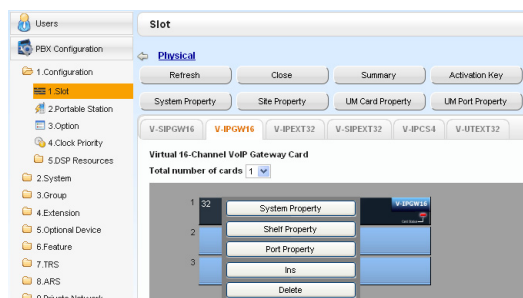 Users
PBX Configuration
1.Configuration
1.Slot
2.Portable Station
3.Option
4.Clock Priority
5.DSP Resources
2.System
3.Group
4.Extension
5.Optional Device
6.Feature
7.TRS
8.ARS
9.Private Network
Slot
Physical
Refresh Close Summary Activation Key
System Property Site Property UM Card Property UM Port Property
V-SIPGW16 V-IPGW16 V-IPEXT32 V-SIPEXT32 V-IPCS4 V-UTEXT32
Virtual 16-Channel VoIP Gateway Card
Total number of cards 1
1 32 V-IPGW16
2
3
System Property
Shelf Property
Port Property
Ins
Delete